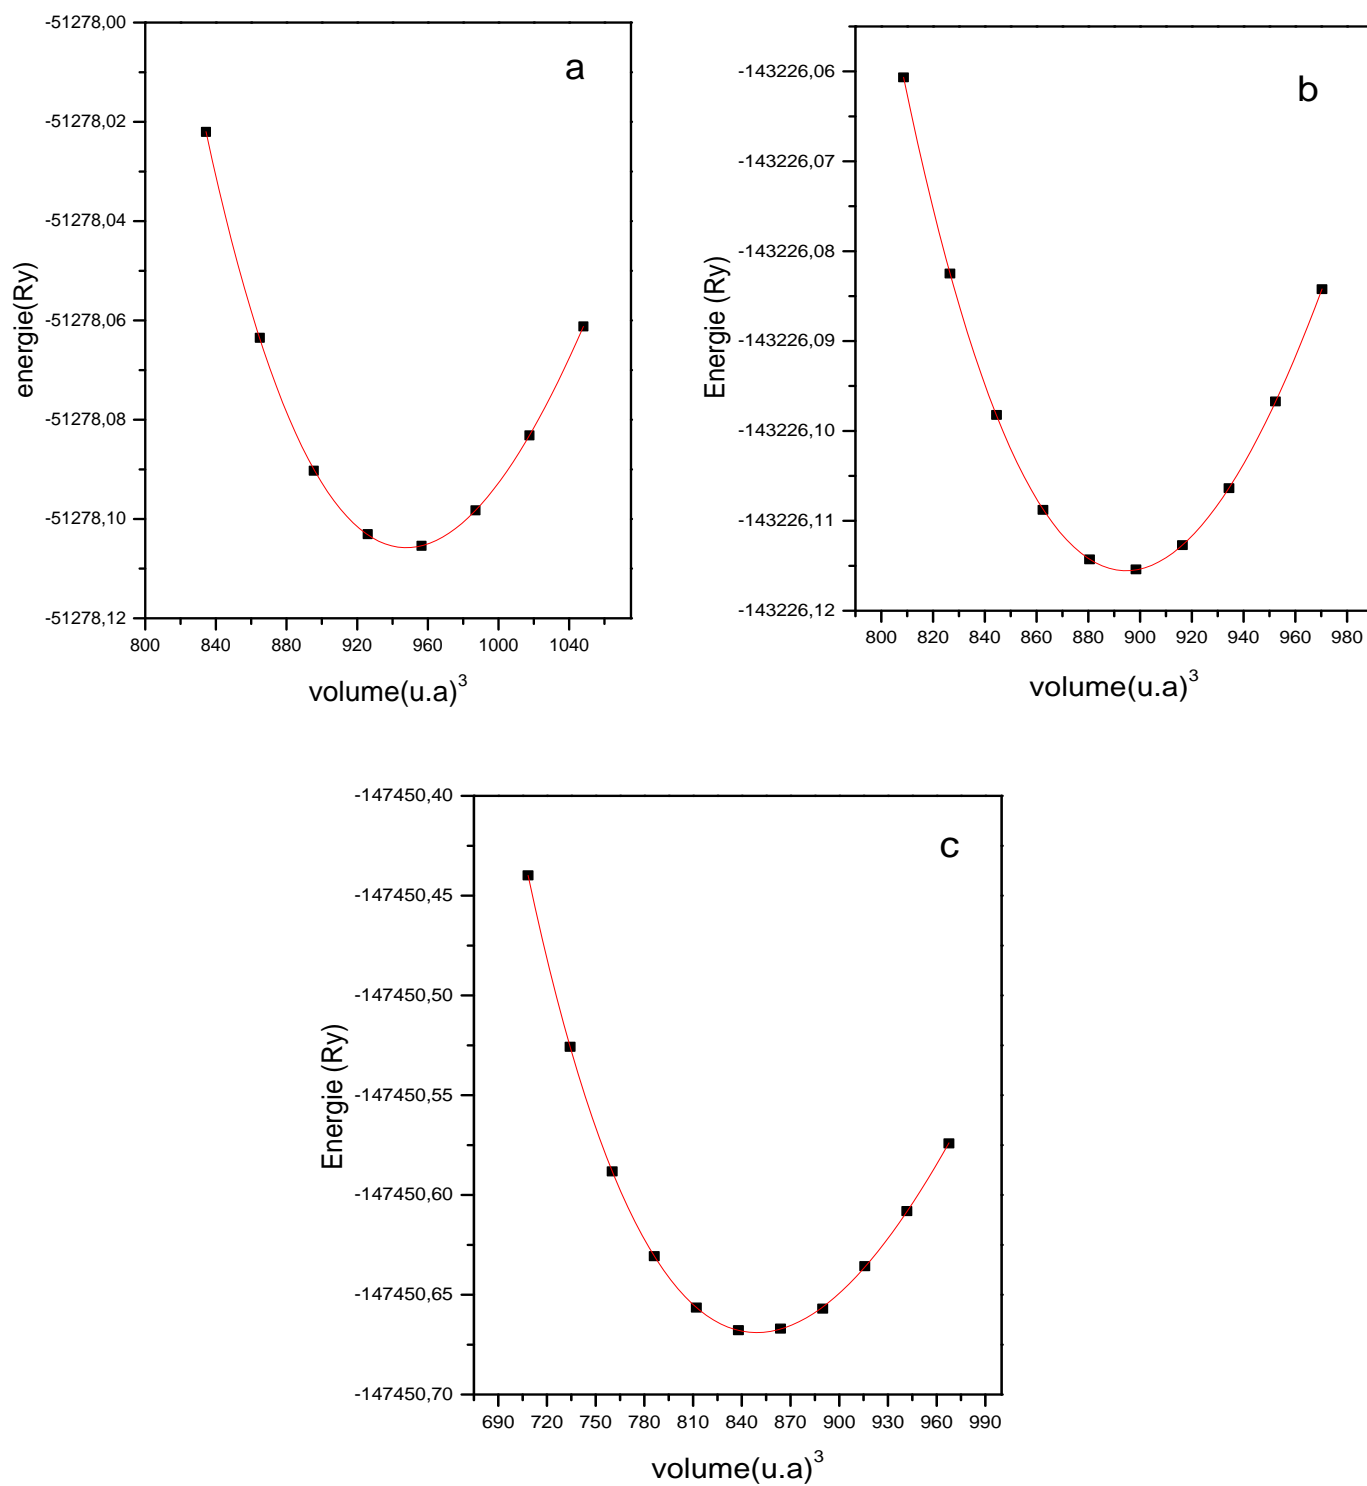 a
-51278,00
-51278,02
-51278,04
-51278,06
-51278,08
-51278,10
-51278,12
energie(Ry)
800 840 880 920 960 1000 1040
volume(u.a)³
b
-143226,06
-143226,07
-143226,08
-143226,09
-143226,10
-143226,11
-143226,12
Energie (Ry)
800 820 840 860 880 900 920 940 960 980
volume(u.a)³
c
-147450,40
-147450,45
-147450,50
-147450,55
-147450,60
-147450,65
-147450,70
Energie (Ry)
690 720 750 780 810 840 870 900 930 960 990
volume(u.a)³